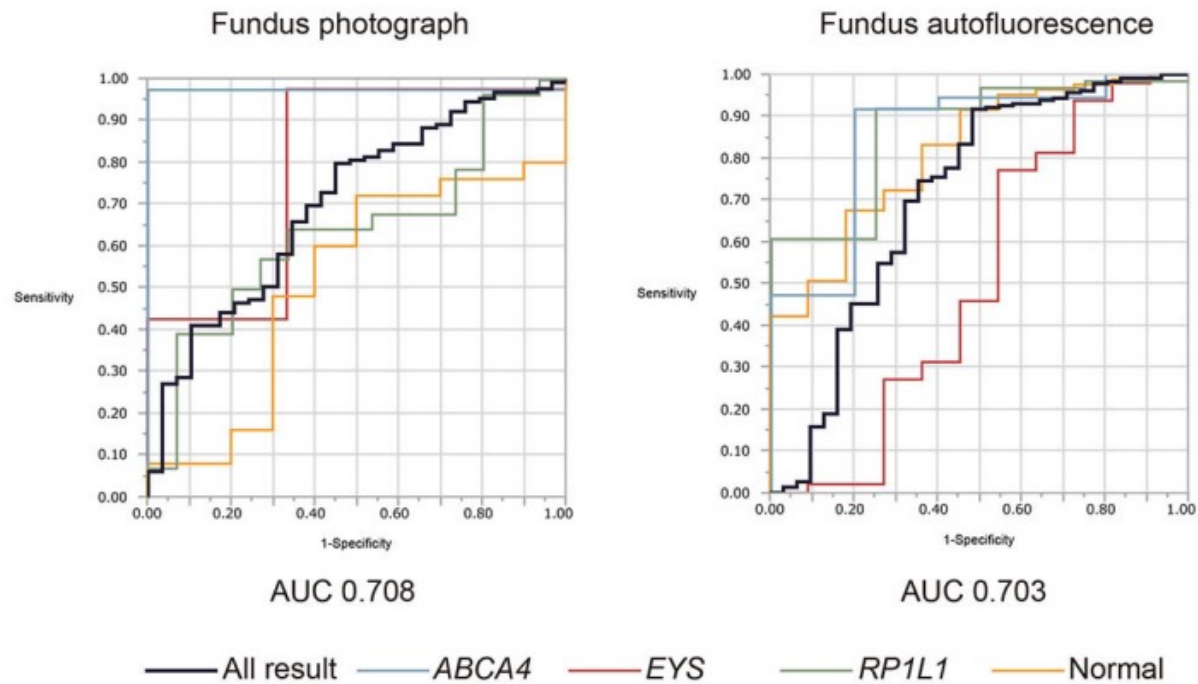 Fundus photograph
1.00
0.90
0.80
0.70
0.60
0.50
0.40
0.30
0.20
0.10
0.00
Sensitivity
0.00 0.20 0.40 0.60 0.80 1.00
1-Specificity
AUC 0.708
Fundus autofluorescence
1.00
0.90
0.80
0.70
0.60
0.50
0.40
0.30
0.20
0.10
0.00
Sensitivity
0.00 0.20 0.40 0.60 0.80 1.00
1-Specificity
AUC 0.703
All result ABCA4 EYS RP1L1 Normal